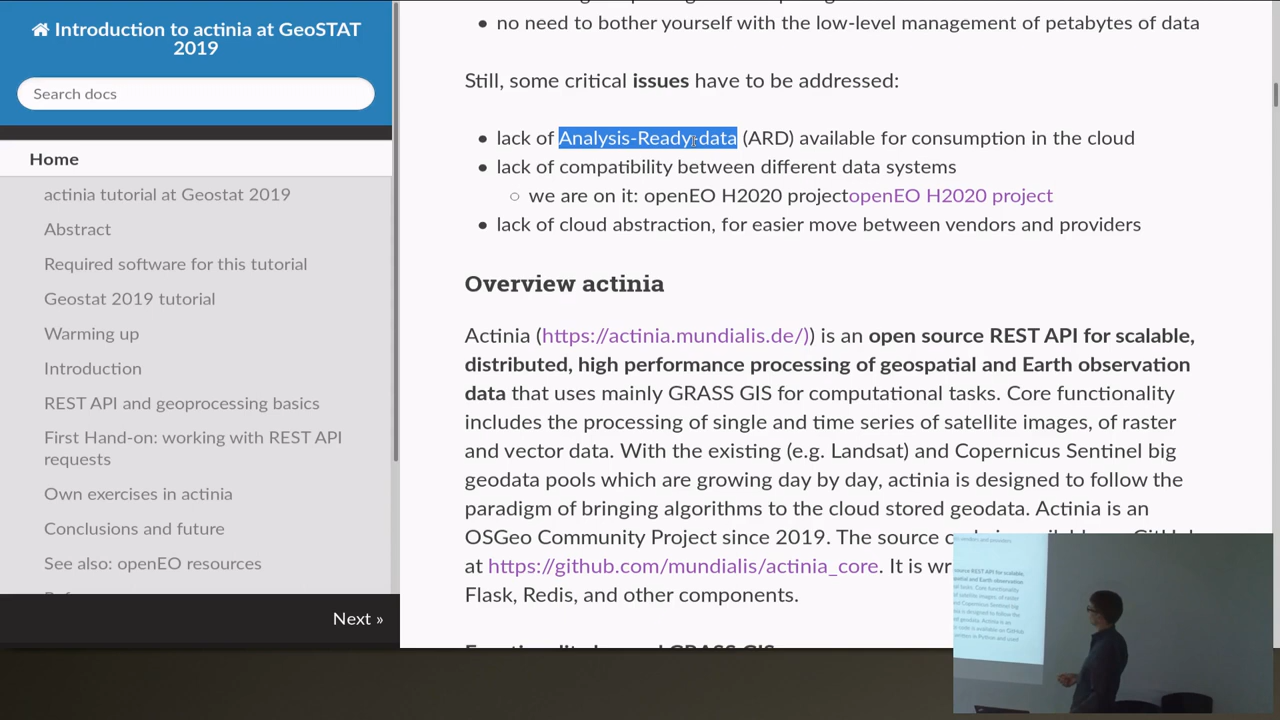 Introduction to actinia at GeoSTAT
2019
Search docs
Home
actinia tutorial at Geostat 2019
Abstract
Required software for this tutorial
Geostat 2019 tutorial
Warming up
Introduction
REST API and geoprocessing basics
First Hand-on: working with REST API
requests
Own exercises in actinia
Conclusions and future
See also: openEO resources
Next »
• no need to bother yourself with the low-level management of petabytes of data
Still, some critical issues have to be addressed:
• lack of Analysis-Ready-data (ARD) available for consumption in the cloud
• lack of compatibility between different data systems
○ we are on it: openEO H2020 projectopenEO H2020 project
• lack of cloud abstraction, for easier move between vendors and providers
Overview actinia
Actinia (https://actinia.mundialis.de/)) is an open source REST API for scalable,
distributed, high performance processing of geospatial and Earth observation
data that uses mainly GRASS GIS for computational tasks. Core functionality
includes the processing of single and time series of satellite images, of raster
and vector data. With the existing (e.g. Landsat) and Copernicus Sentinel big
geodata pools which are growing day by day, actinia is designed to follow the
paradigm of bringing algorithms to the cloud stored geodata. Actinia is an
OSGeo Community Project since 2019. The source
at https://github.com/mundialis/actinia_core. It is
Flask, Redis, and other components.